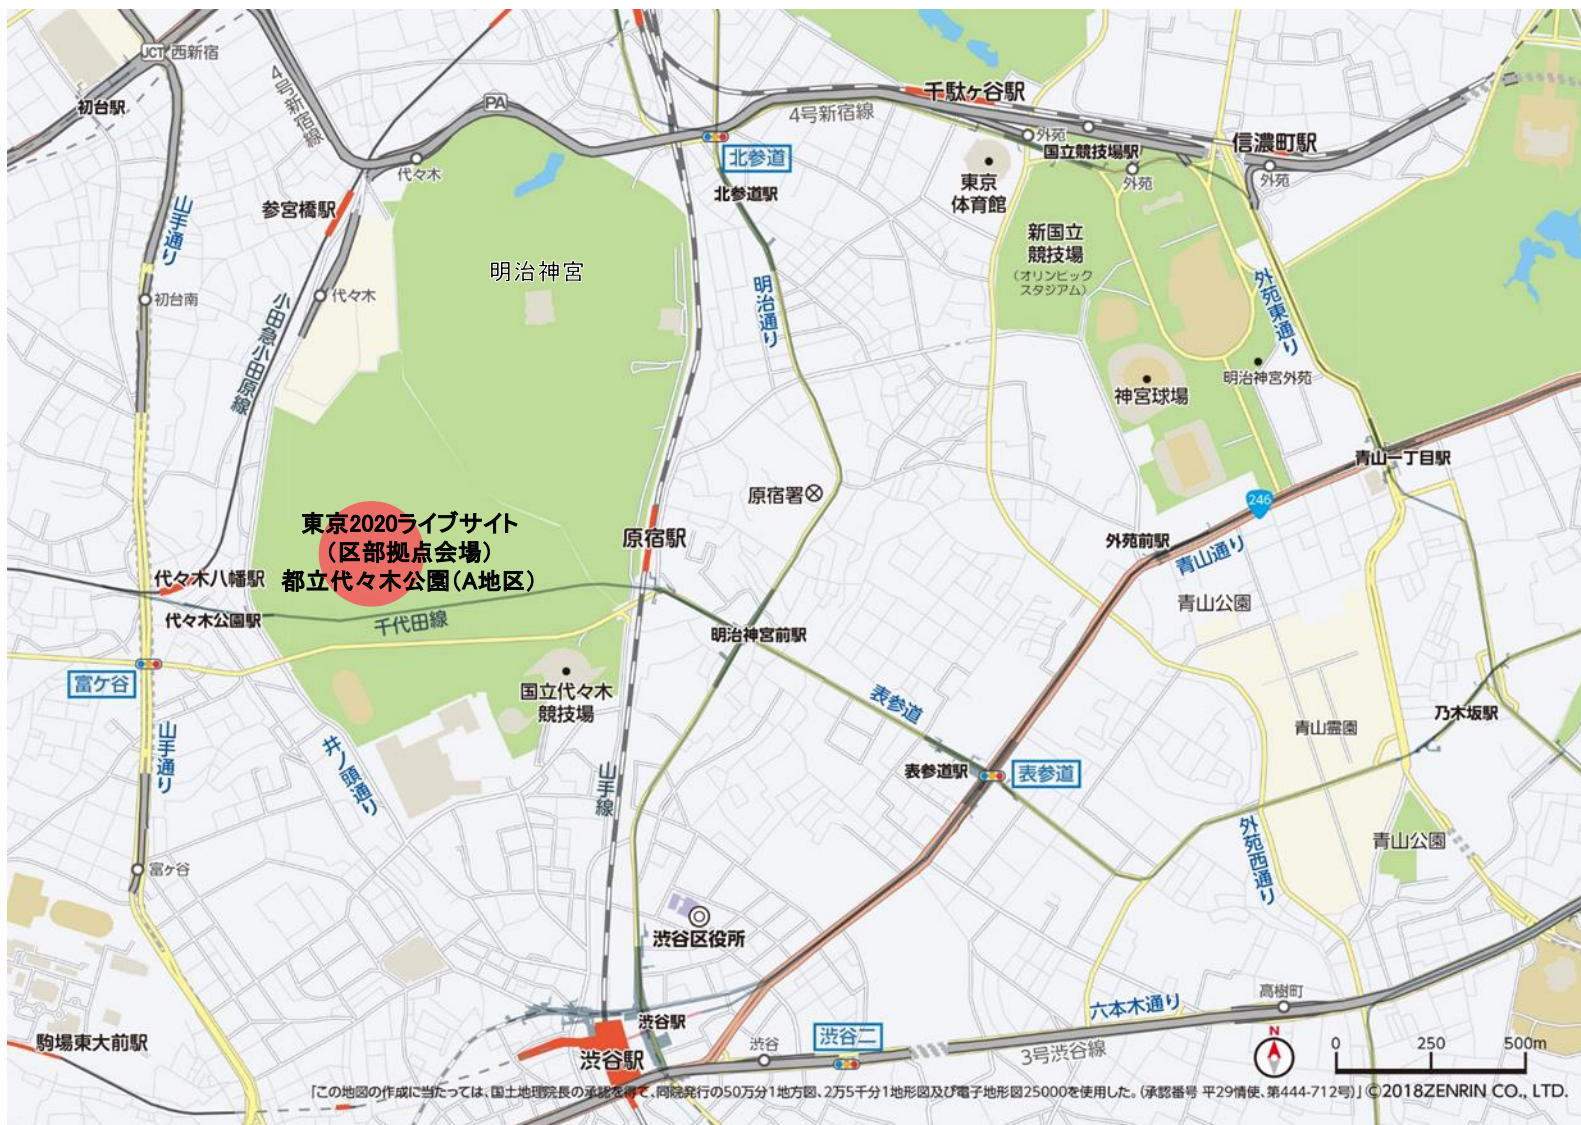 JCT 西新宿
初台駅
4号新宿線
PA
4号新宿線
千駄ヶ谷駅
外苑
国立競技場駅
信濃町駅
外苑
外苑
代々木
北参道
北参道駅
東京
体育館
参宮橋駅
山手通り
新国立
競技場
(オリンピック
スタジアム)
明治神宮
初台南
代々木
小田急小田原線
明治通り
外苑東通り
神宮球場
明治神宮外苑
青山一丁目駅
原宿署
246
東京2020ライブサイト
(区部拠点会場)
都立代々木公園(A地区)
原宿駅
外苑前駅
青山通り
代々木八幡駅
代々木公園駅
千代田線
青山公園
明治神宮前駅
富ケ谷
国立代々木
競技場
表参道
乃木坂駅
青山霊園
山手通り
井ノ頭通り
山手線
表参道駅
表参道
外苑西通り
青山公園
富ヶ谷
渋谷区役所
高樹町
六本木通り
渋谷駅
駒場東大前駅
渋谷駅
渋谷
渋谷二
3号渋谷線
N
0 250 500m
「この地図の作成に当たっては、国土地理院長の承認を得て、同院発行の50万分1地方図、2万5千分1地形図及び電子地形図25000を使用した。(承認番号 平29情使、第444-712号)」©2018ZENRIN CO., LTD.